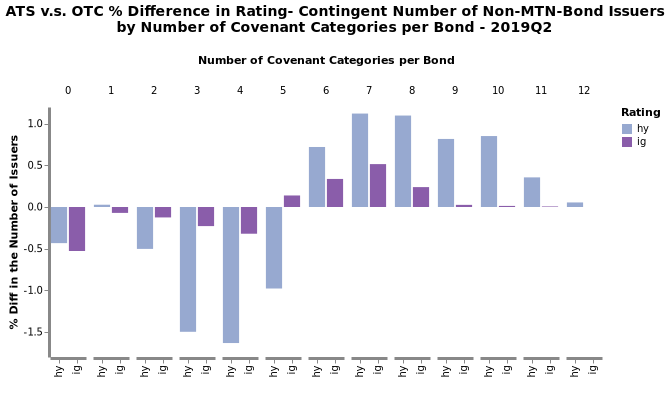 ATS v.s. OTC % Difference in Rating- Contingent Number of Non-MTN-Bond Issuers
by Number of Covenant Categories per Bond - 2019Q2
Number of Covenant Categories per Bond
0 1 2 3 4 5 6 7 8 9 10 11 12
Rating
hy
ig
% Diff in the Number of Issuers
1.0
0.5
0.0
-0.5
-1.0
-1.5
hy ig hy ig hy ig hy ig hy ig hy ig hy ig hy ig hy ig hy ig hy ig hy ig hy ig